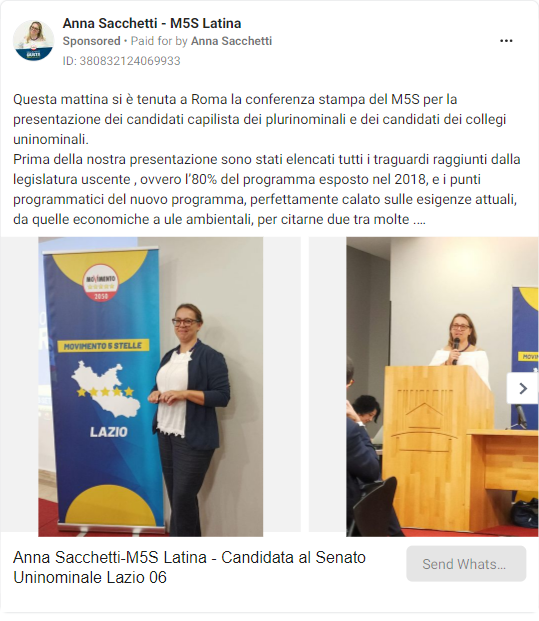 Anna Sacchetti - M5S Latina
Sponsored • Paid for by Anna Sacchetti
ID: 380832124069933
Questa mattina si è tenuta a Roma la conferenza stampa del M5S per la
presentazione dei candidati capilista dei plurinominali e dei candidati dei collegi
uninominali.
Prima della nostra presentazione sono stati elencati tutti i traguardi raggiunti dalla
legislatura uscente , ovvero l'80% del programma esposto nel 2018, e i punti
programmatici del nuovo programma, perfettamente calato sulle esigenze attuali,
da quelle economiche a ule ambientali, per citarne due tra molte ....
MOVIMENTO
2050
MOVIMENTO 5 STELLE
LAZIO
Anna Sacchetti-M5S Latina - Candidata al Senato
Uninominale Lazio 06
Send Whats...